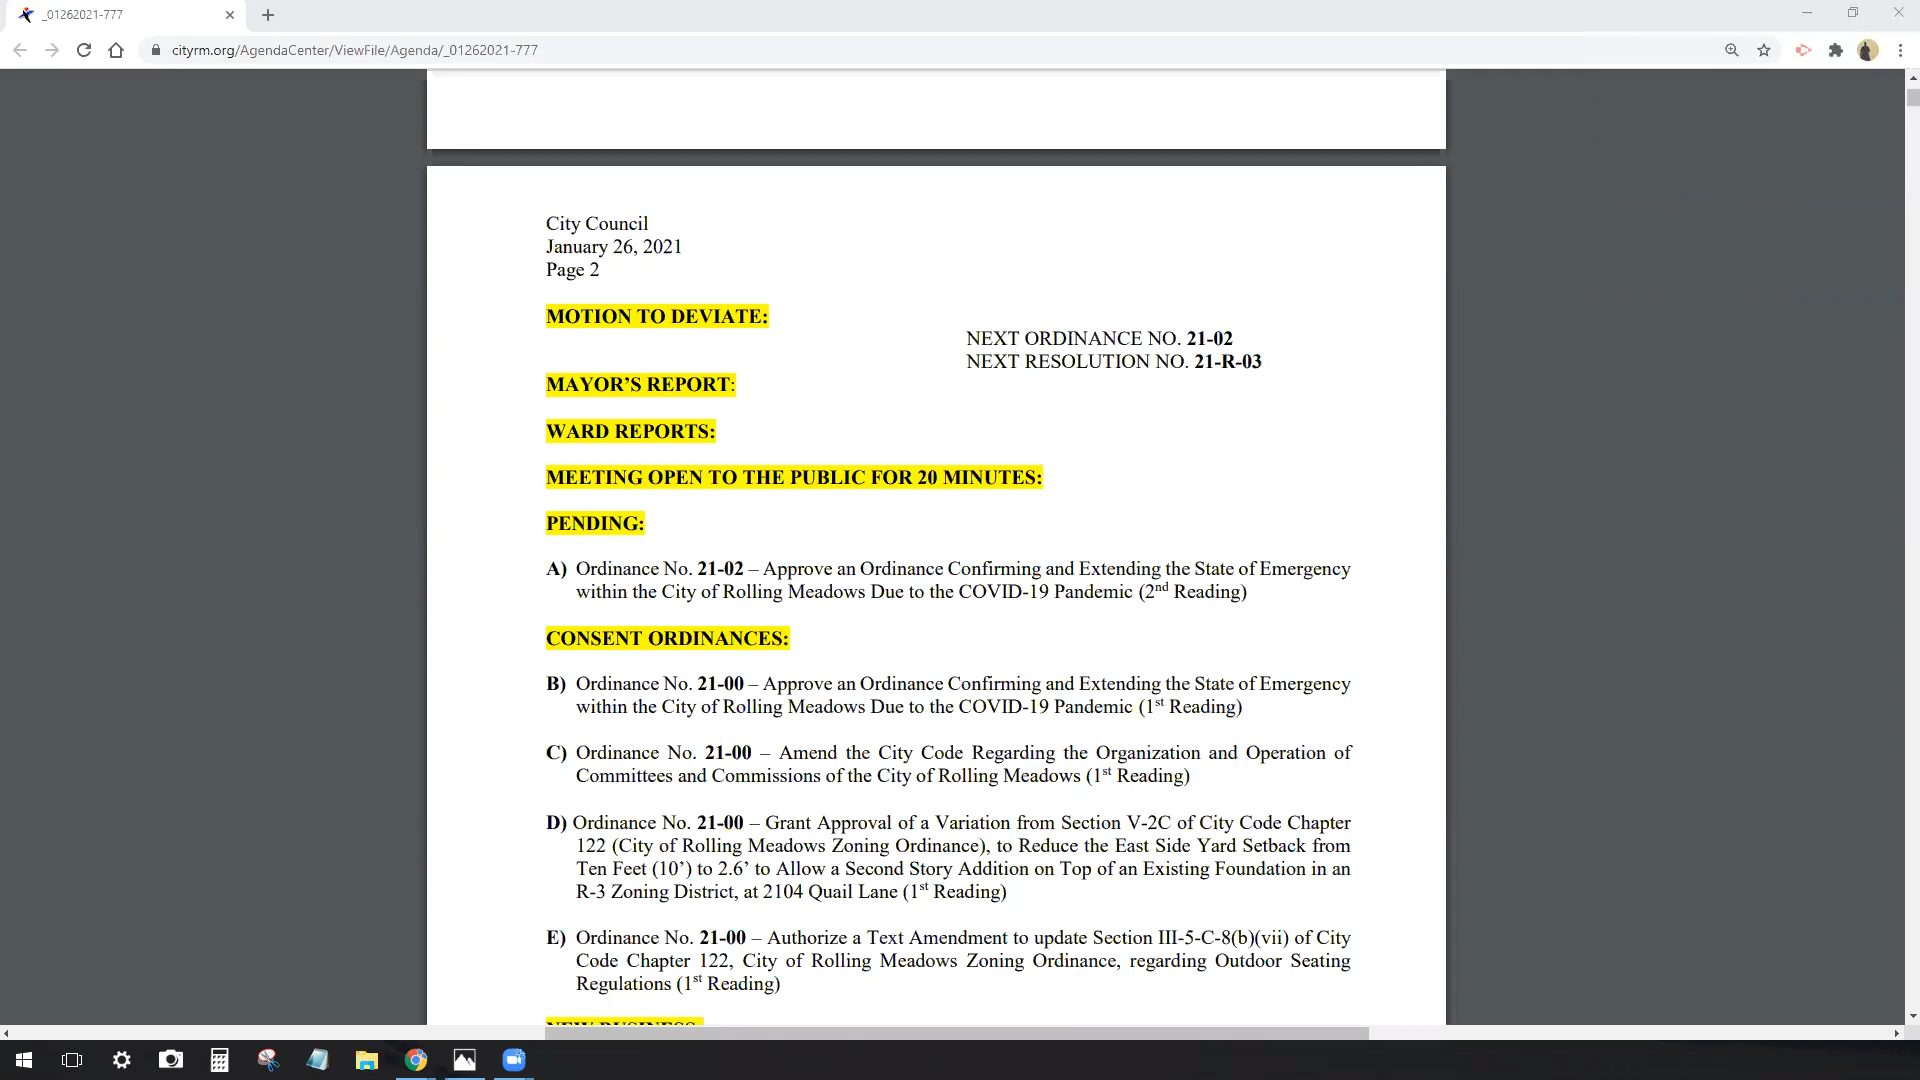 _01262021-777
cityrm.org/AgendaCenter/ViewFile/Agenda/_01262021-777
City Council
January 26, 2021
Page 2
MOTION TO DEVIATE:
NEXT ORDINANCE NO. 21-02
NEXT RESOLUTION NO. 21-R-03
MAYOR’S REPORT:
WARD REPORTS:
MEETING OPEN TO THE PUBLIC FOR 20 MINUTES:
PENDING:
A) Ordinance No. 21-02 – Approve an Ordinance Confirming and Extending the State of Emergency
within the City of Rolling Meadows Due to the COVID-19 Pandemic (2nd Reading)
CONSENT ORDINANCES:
B) Ordinance No. 21-00 – Approve an Ordinance Confirming and Extending the State of Emergency
within the City of Rolling Meadows Due to the COVID-19 Pandemic (1st Reading)
C) Ordinance No. 21-00 – Amend the City Code Regarding the Organization and Operation of
Committees and Commissions of the City of Rolling Meadows (1st Reading)
D) Ordinance No. 21-00 – Grant Approval of a Variation from Section V-2C of City Code Chapter
122 (City of Rolling Meadows Zoning Ordinance), to Reduce the East Side Yard Setback from
Ten Feet (10’) to 2.6’ to Allow a Second Story Addition on Top of an Existing Foundation in an
R-3 Zoning District, at 2104 Quail Lane (1st Reading)
E) Ordinance No. 21-00 – Authorize a Text Amendment to update Section III-5-C-8(b)(vii) of City
Code Chapter 122, City of Rolling Meadows Zoning Ordinance, regarding Outdoor Seating
Regulations (1st Reading)
NEW BUSINESS: